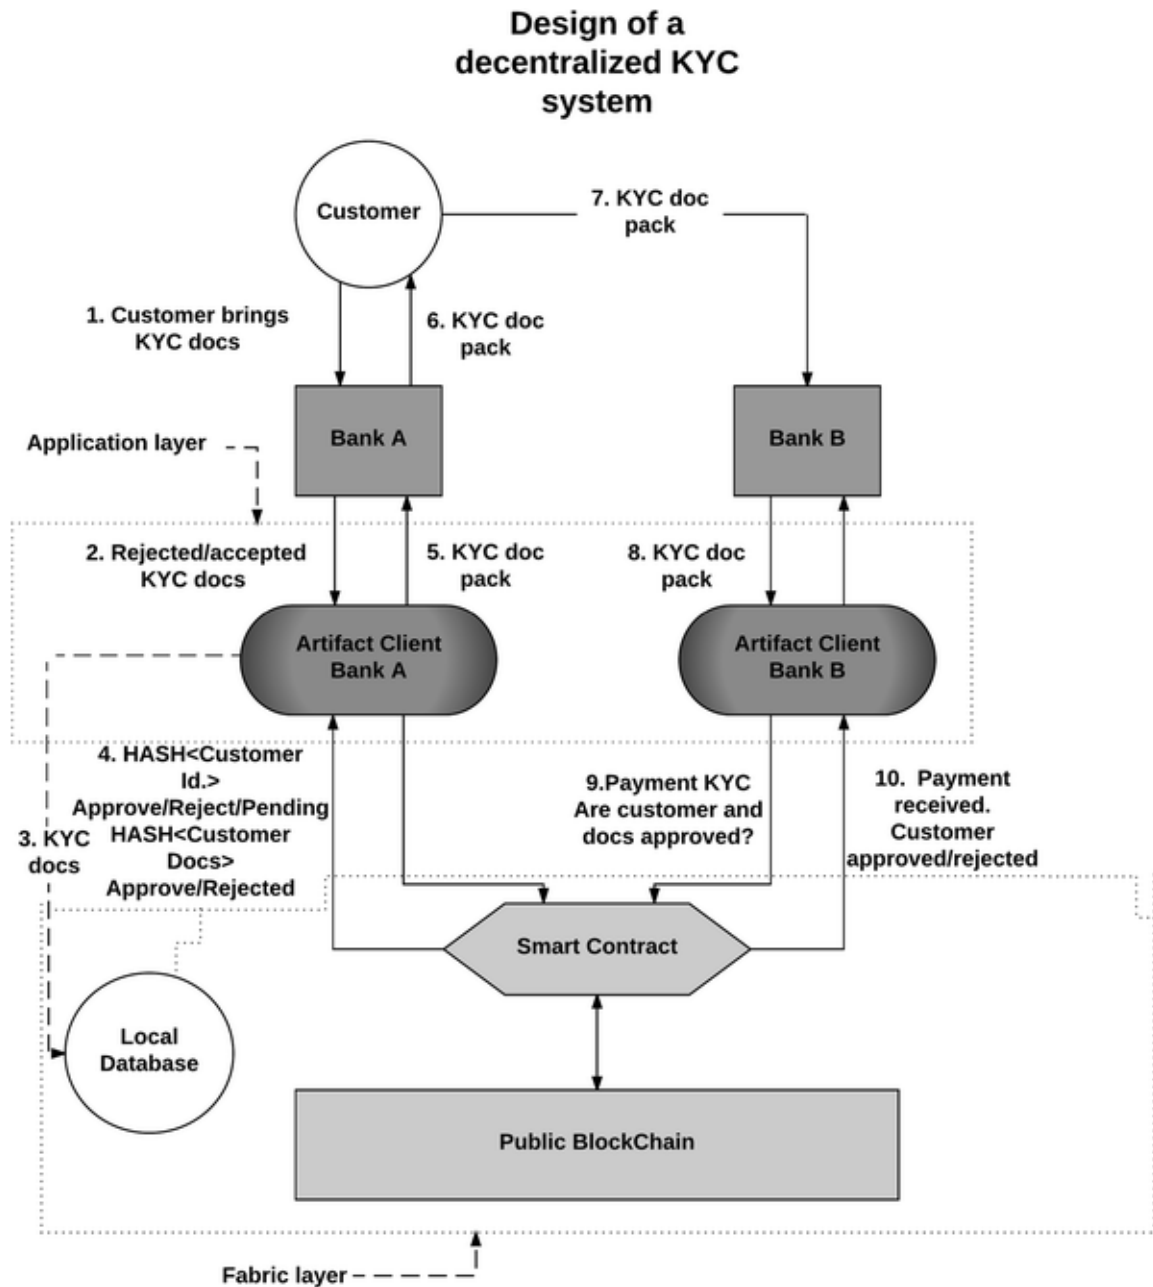 Design of a
decentralized KYC
system
Customer
7. KYC doc
pack
1. Customer brings
KYC docs
6. KYC doc
pack
Bank A
Bank B
Application layer
2. Rejected/accepted
KYC docs
5. KYC doc
pack
8. KYC doc
pack
Artifact Client
Bank A
Artifact Client
Bank B
4. HASH<Customer
Id.>
Approve/Reject/Pending
HASH<Customer
Docs>
Approve/Rejected
3. KYC
docs
9.Payment KYC
Are customer and
docs approved?
10. Payment
received.
Customer
approved/rejected
Smart Contract
Local
Database
Public BlockChain
Fabric layer